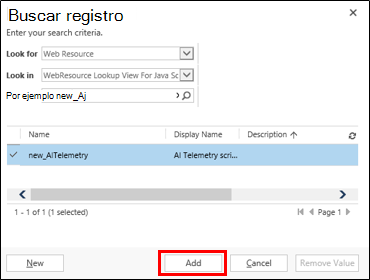 Buscar registro
Enter your search criteria.
Look for Web Resource
Look in WebResource Lookup View For Java Sc
Por ejemplo new_Aj
Name Display Name Description
new_AITelemetry AI Telemetry scri...
1 - 1 of 1 (1 selected) Page 1
New Add Cancel Remove Value